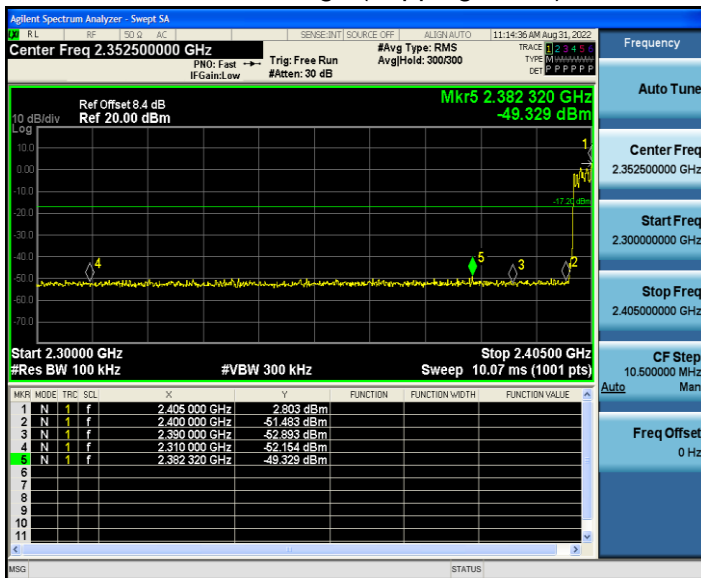 Agilent Spectrum Analyzer - Swept SA
RL RF 50 Ω AC SENSE:INT SOURCE OFF ALIGN AUTO 11:14:36 AM Aug 31, 2022
Center Freq 2.352500000 GHz
PNO: Fast
IFGain:Low
Trig: Free Run
#Atten: 30 dB
#Avg Type: RMS
Avg|Hold: 300/300
TRACE 1 2 3 4 5 6
TYPE M
DET P P P P P P
Ref Offset 8.4 dB
10 dB/div Ref 20.00 dBm
Log
Mkr5 2.382 320 GHz
-49.329 dBm
10.0
0.00
-10.0
-20.0
-30.0
-40.0
-50.0
-60.0
-70.0
-17.20 dBm
1
2
3
4
5
Start 2.30000 GHz Stop 2.40500 GHz
#Res BW 100 kHz #VBW 300 kHz Sweep 10.07 ms (1001 pts)
MKR MODE TRC SCL X Y FUNCTION FUNCTION WIDTH FUNCTION VALUE
1 N 1 f 2.405 000 GHz 2.803 dBm
2 N 1 f 2.400 000 GHz -51.483 dBm
3 N 1 f 2.390 000 GHz -52.893 dBm
4 N 1 f 2.310 000 GHz -52.154 dBm
5 N 1 f 2.382 320 GHz -49.329 dBm
6
7
8
9
10
11
MSG STATUS
Frequency
Auto Tune
Center Freq
2.352500000 GHz
Start Freq
2.300000000 GHz
Stop Freq
2.405000000 GHz
CF Step
10.500000 MHz
Auto Man
Freq Offset
0 Hz